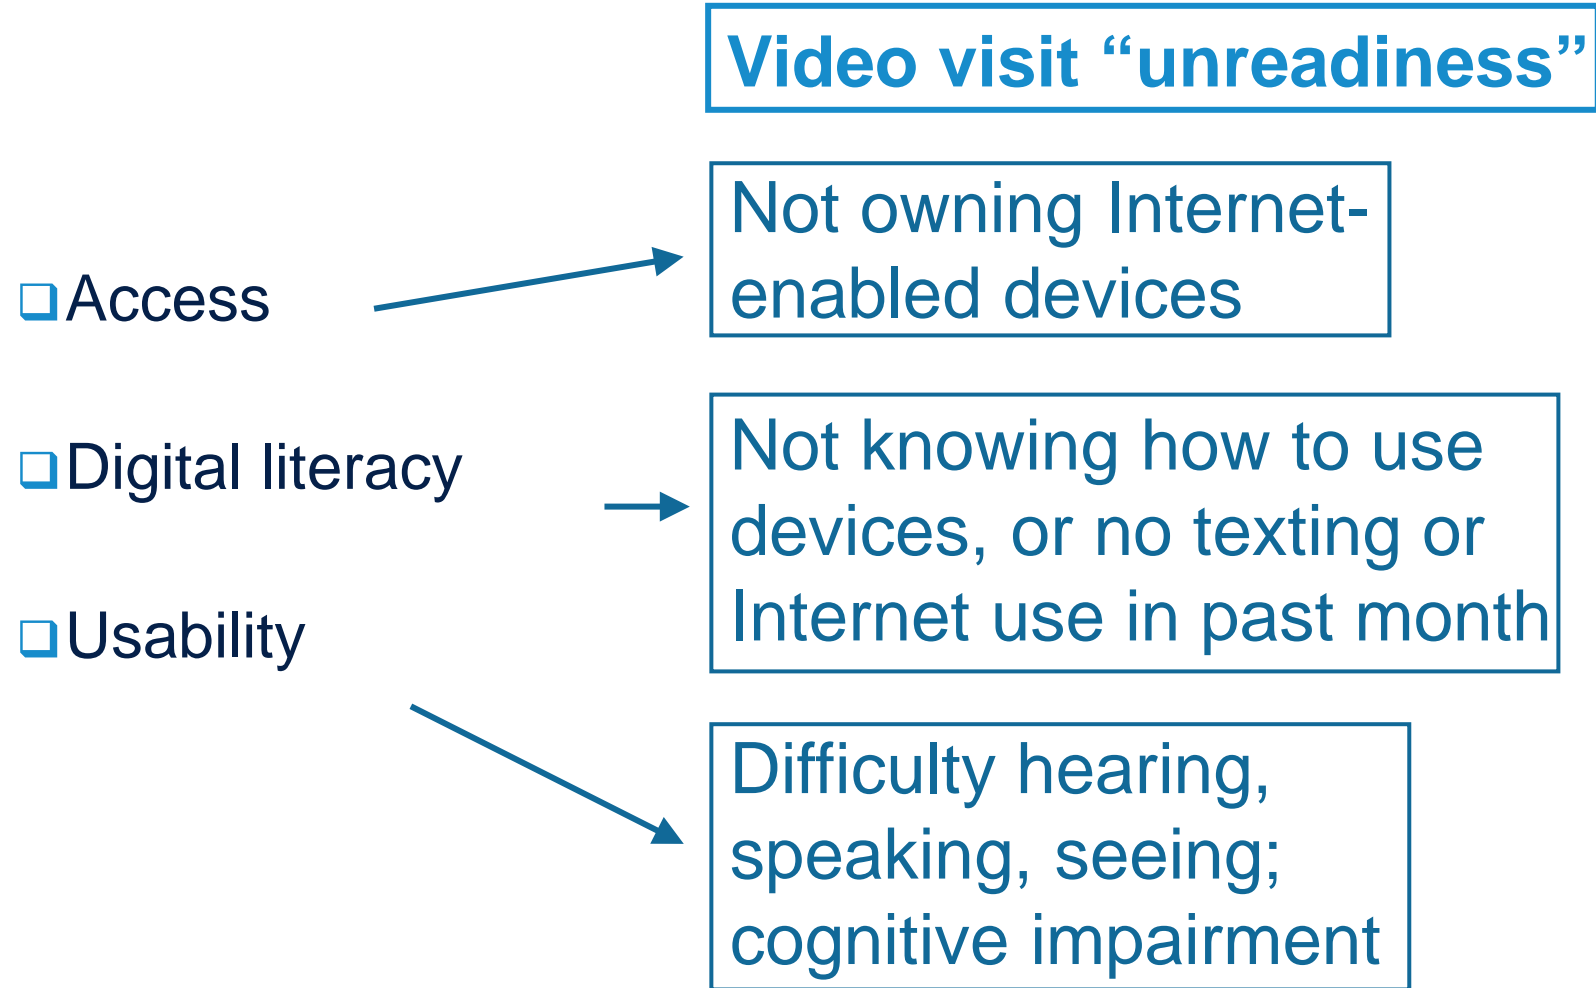 Video visit “unreadiness”
❑Access
Not owning Internet-
enabled devices
❑Digital literacy
Not knowing how to use
devices, or no texting or
Internet use in past month
❑Usability
Difficulty hearing,
speaking, seeing;
cognitive impairment